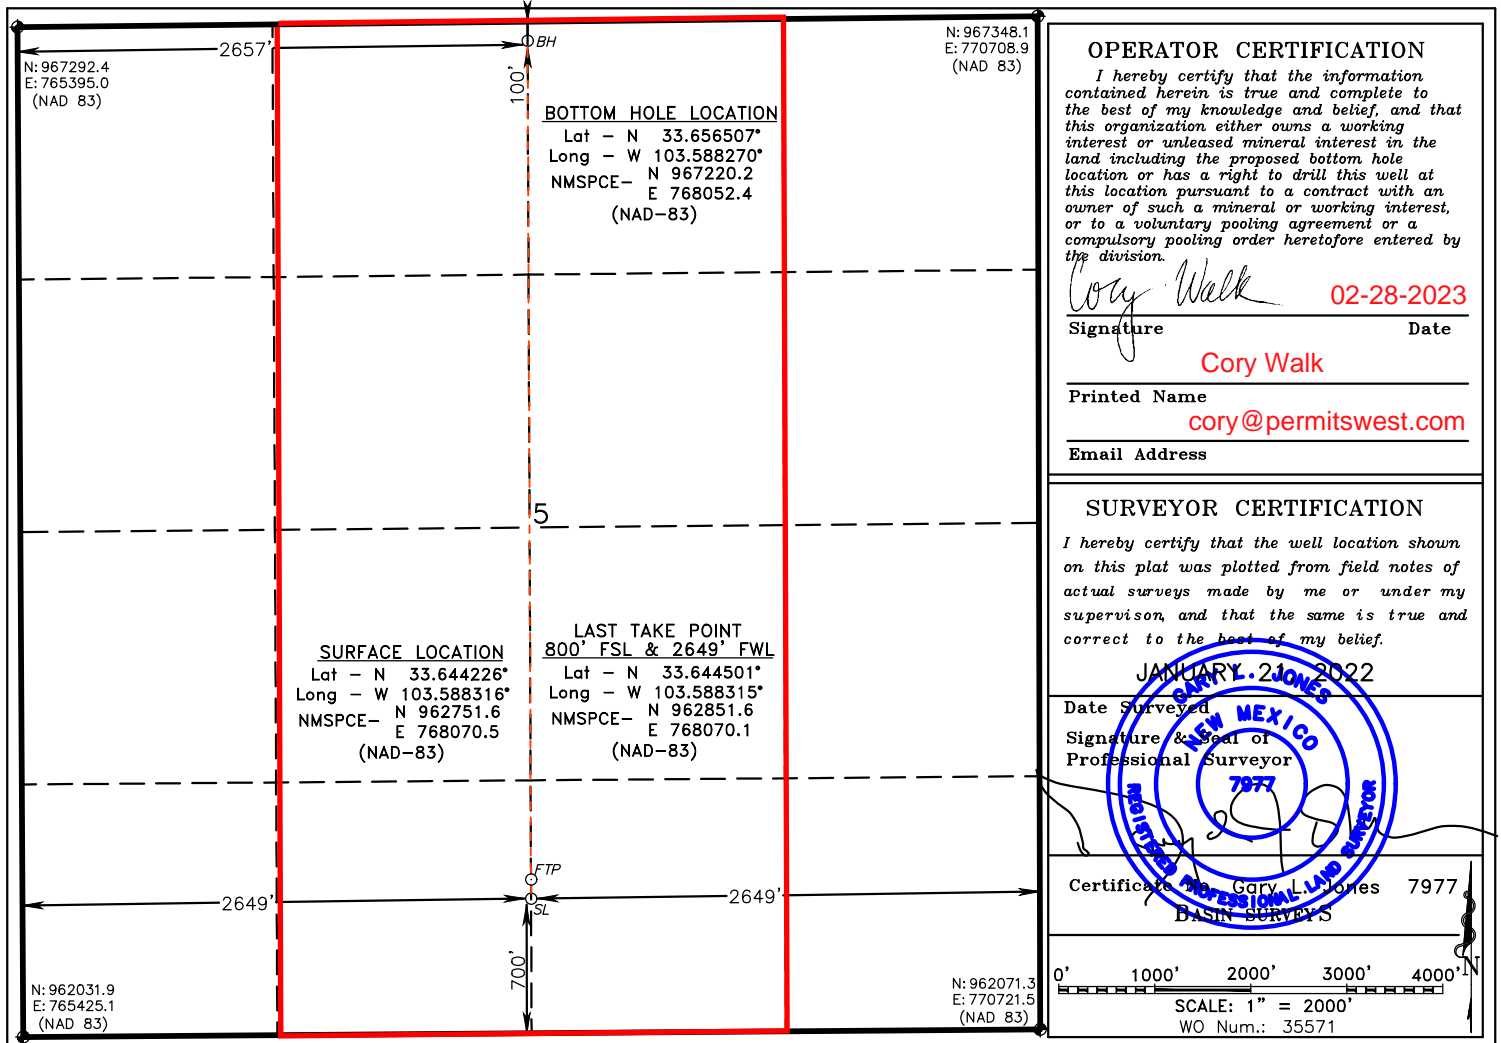 2657'
BH
N: 967292.4
E: 765395.0
(NAD 83)
100'
N: 967348.1
E: 770708.9
(NAD 83)
BOTTOM HOLE LOCATION
Lat – N 33.656507°
Long – W 103.588270°
NMSPCE– N 967220.2
E 768052.4
(NAD–83)
5
SURFACE LOCATION
Lat – N 33.644226°
Long – W 103.588316°
NMSPCE– N 962751.6
E 768070.5
(NAD–83)
LAST TAKE POINT
800' FSL & 2649' FWL
Lat – N 33.644501°
Long – W 103.588315°
NMSPCE– N 962851.6
E 768070.1
(NAD–83)
FTP
2649'
SL
2649'
700'
N: 962031.9
E: 765425.1
(NAD 83)
N: 962071.3
E: 770721.5
(NAD 83)
OPERATOR CERTIFICATION
I hereby certify that the information
contained herein is true and complete to
the best of my knowledge and belief, and that
this organization either owns a working
interest or unleased mineral interest in the
land including the proposed bottom hole
location or has a right to drill this well at
this location pursuant to a contract with an
owner of such a mineral or working interest,
or to a voluntary pooling agreement or a
compulsory pooling order heretofore entered by
the division.
Cory Walk
02-28-2023
Signature Date
Cory Walk
Printed Name
cory@permitswest.com
Email Address
SURVEYOR CERTIFICATION
I hereby certify that the well location shown
on this plat was plotted from field notes of
actual surveys made by me or under my
supervison, and that the same is true and
correct to the best of my belief.
JANUARY 21, 2022
Date Surveyed
Signature & Seal of
Professional Surveyor
GARY L. JONES
NEW MEXICO
7977
REGISTERED PROFESSIONAL LAND SURVEYOR
Certificate No. Gary L. Jones 7977
BASIN SURVEYS
N
0' 1000' 2000' 3000' 4000'
SCALE: 1" = 2000'
WO Num.: 35571